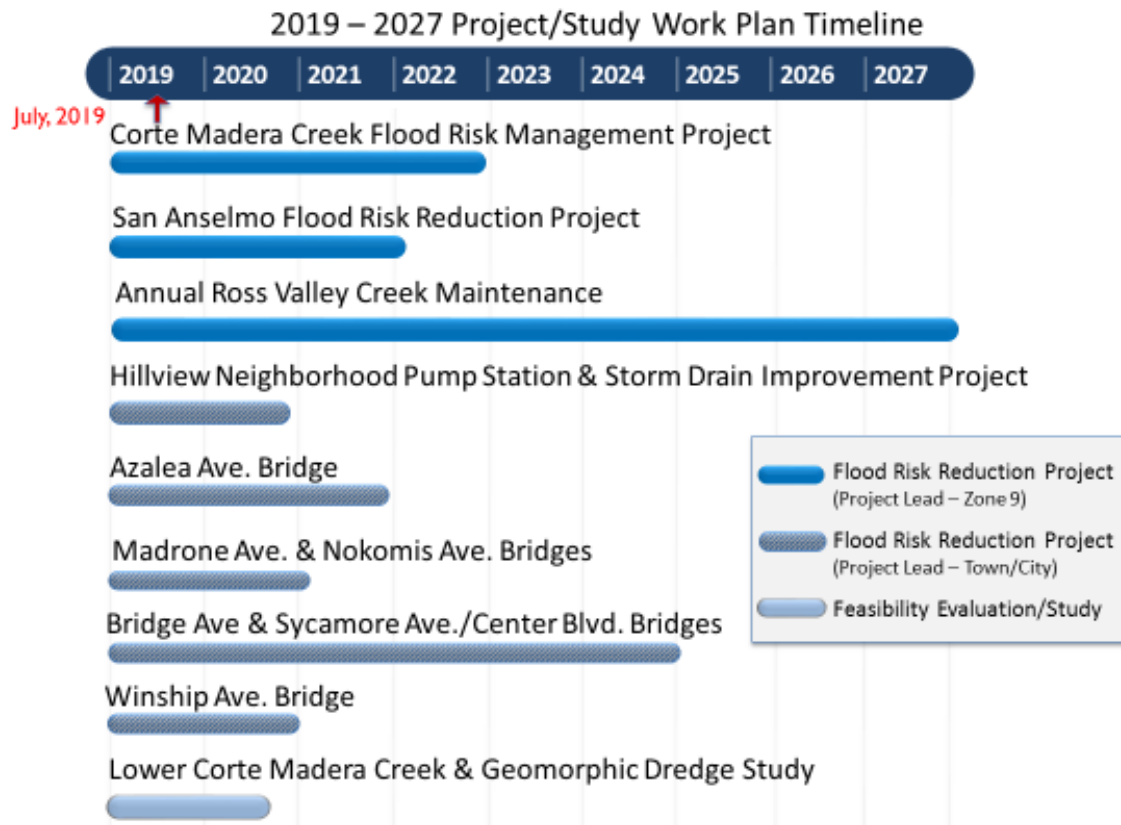 2019 – 2027 Project/Study Work Plan Timeline
2019 2020 2021 2022 2023 2024 2025 2026 2027
July, 2019
Corte Madera Creek Flood Risk Management Project
San Anselmo Flood Risk Reduction Project
Annual Ross Valley Creek Maintenance
Hillview Neighborhood Pump Station & Storm Drain Improvement Project
Azalea Ave. Bridge
Madrone Ave. & Nokomis Ave. Bridges
Bridge Ave & Sycamore Ave./Center Blvd. Bridges
Winship Ave. Bridge
Lower Corte Madera Creek & Geomorphic Dredge Study
Flood Risk Reduction Project
(Project Lead – Zone 9)
Flood Risk Reduction Project
(Project Lead – Town/City)
Feasibility Evaluation/Study